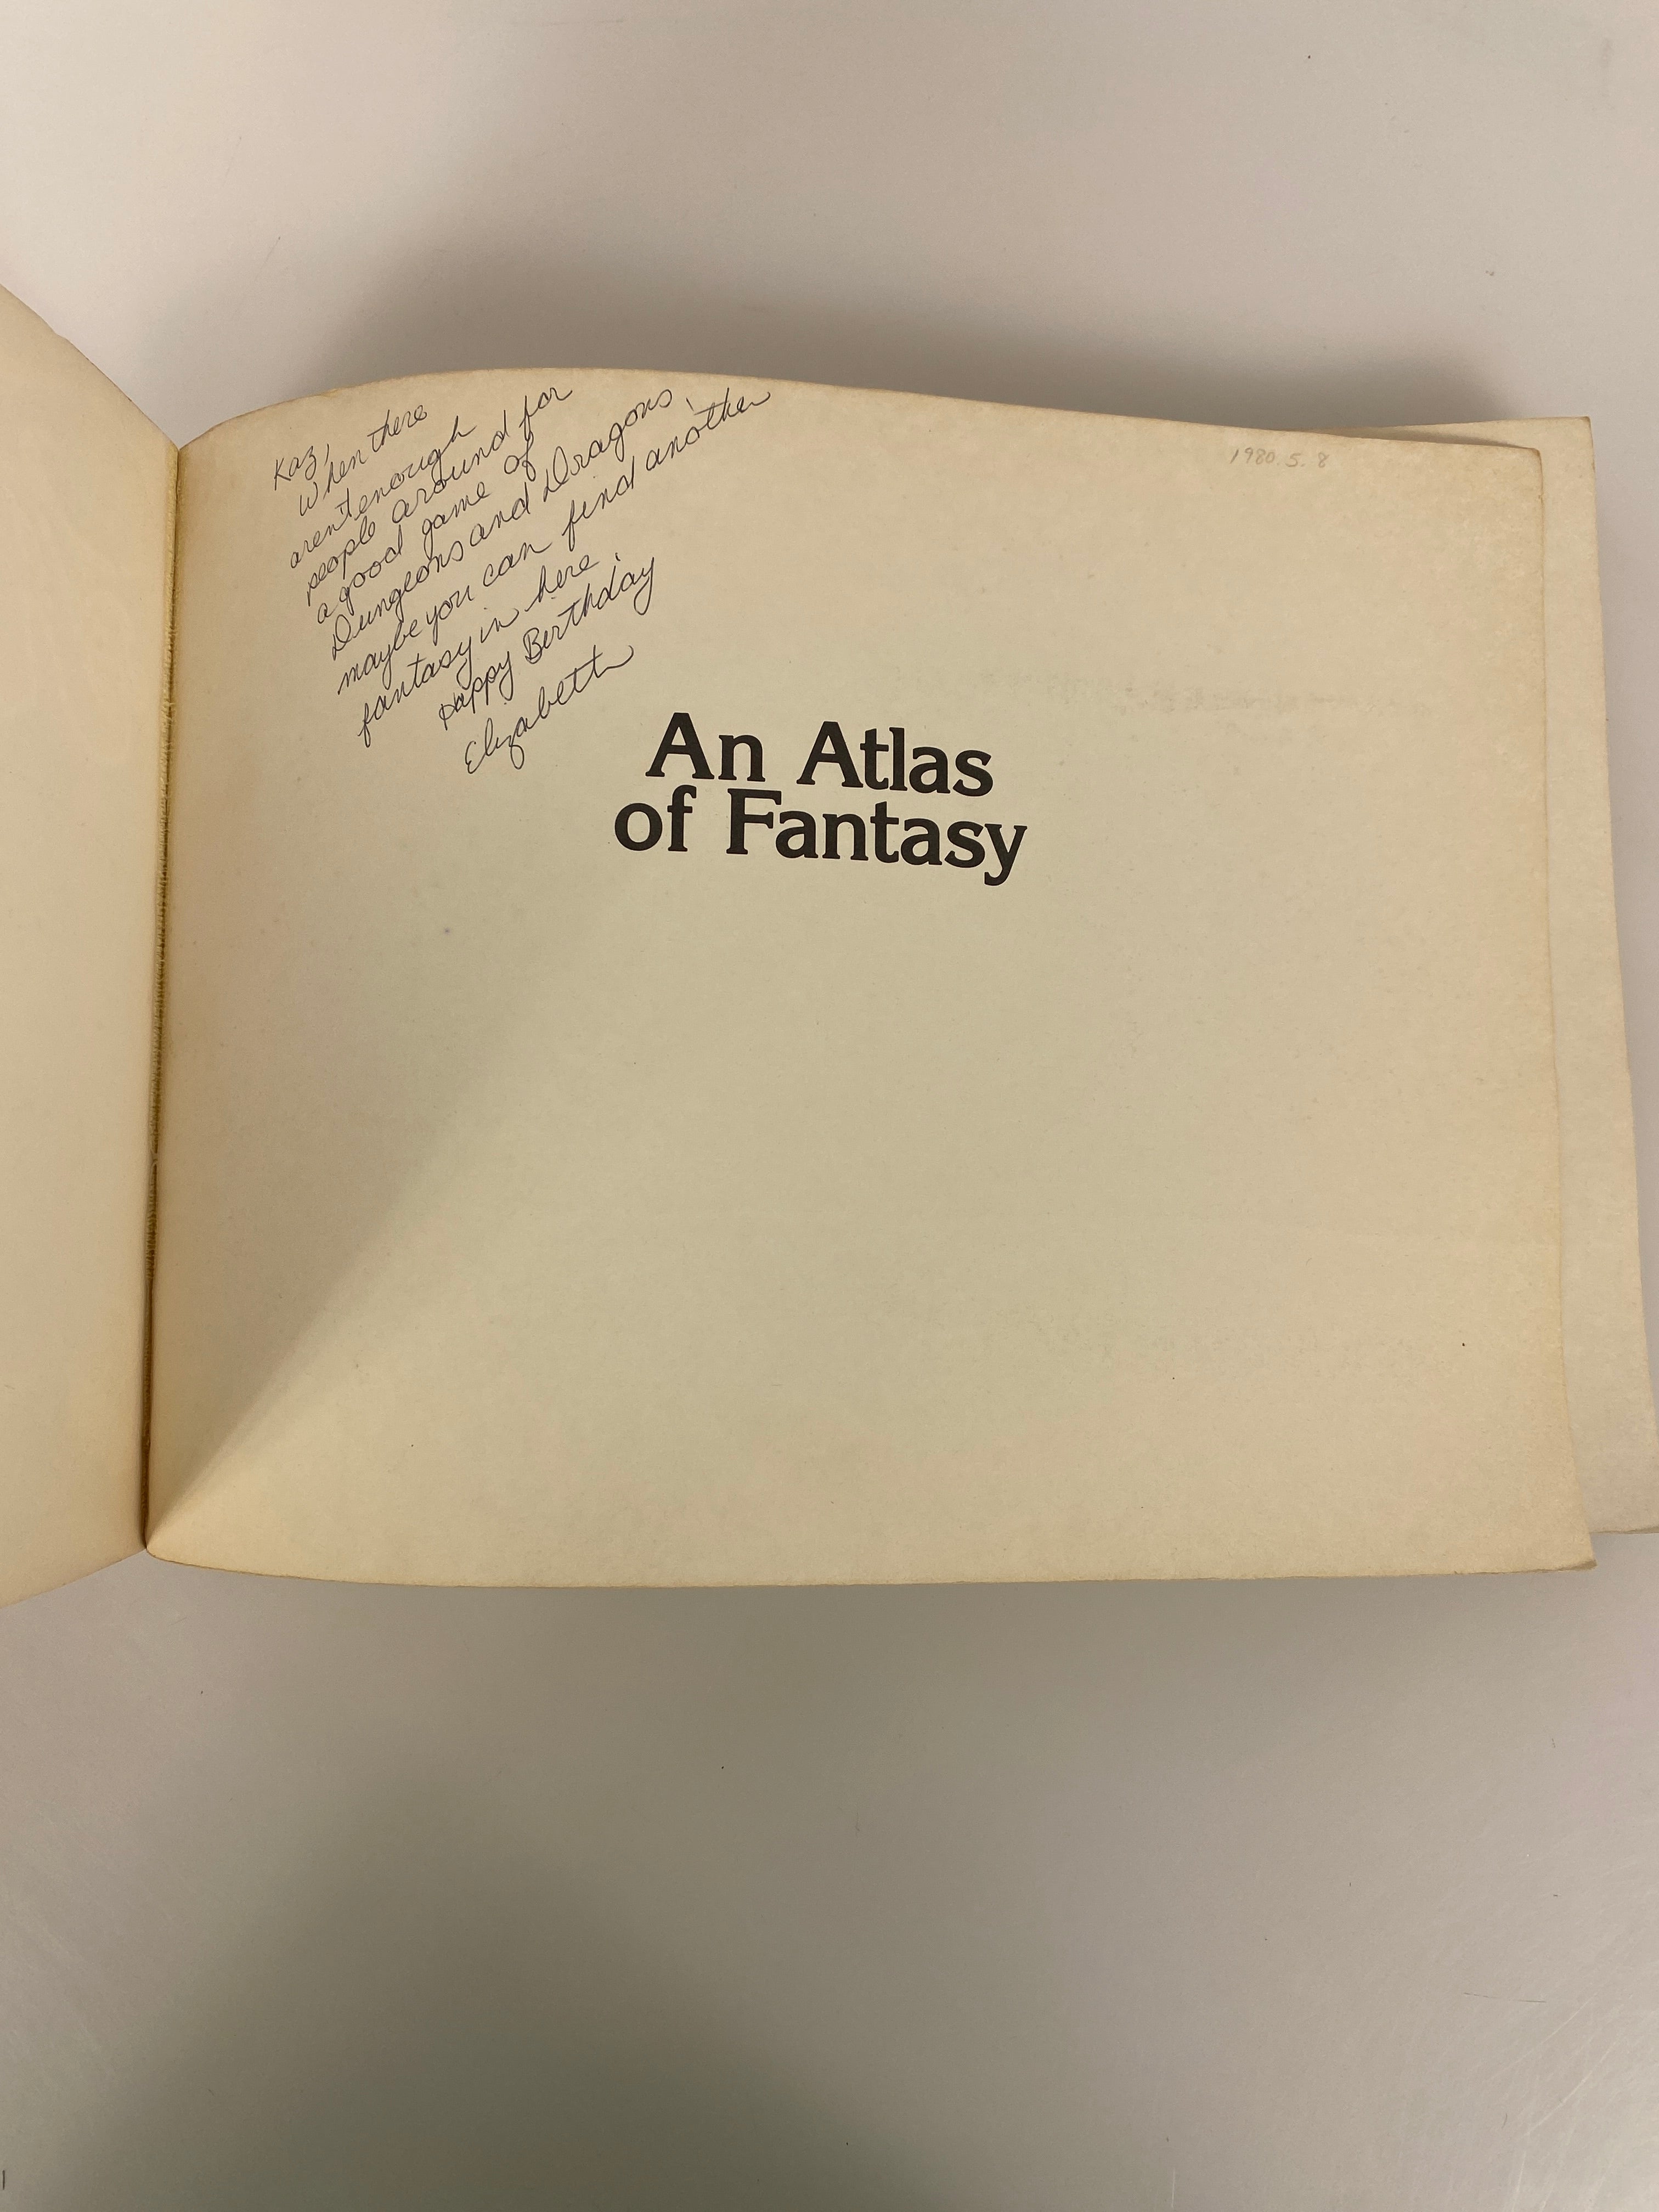 Kaz,
When there
aren't enough
people around for
a good game of
Dungeons and Dragons,
maybe you can find another
fantasy in here.
Happy Birthday
Elizabeth
1980. 5. 8
An Atlas
of Fantasy